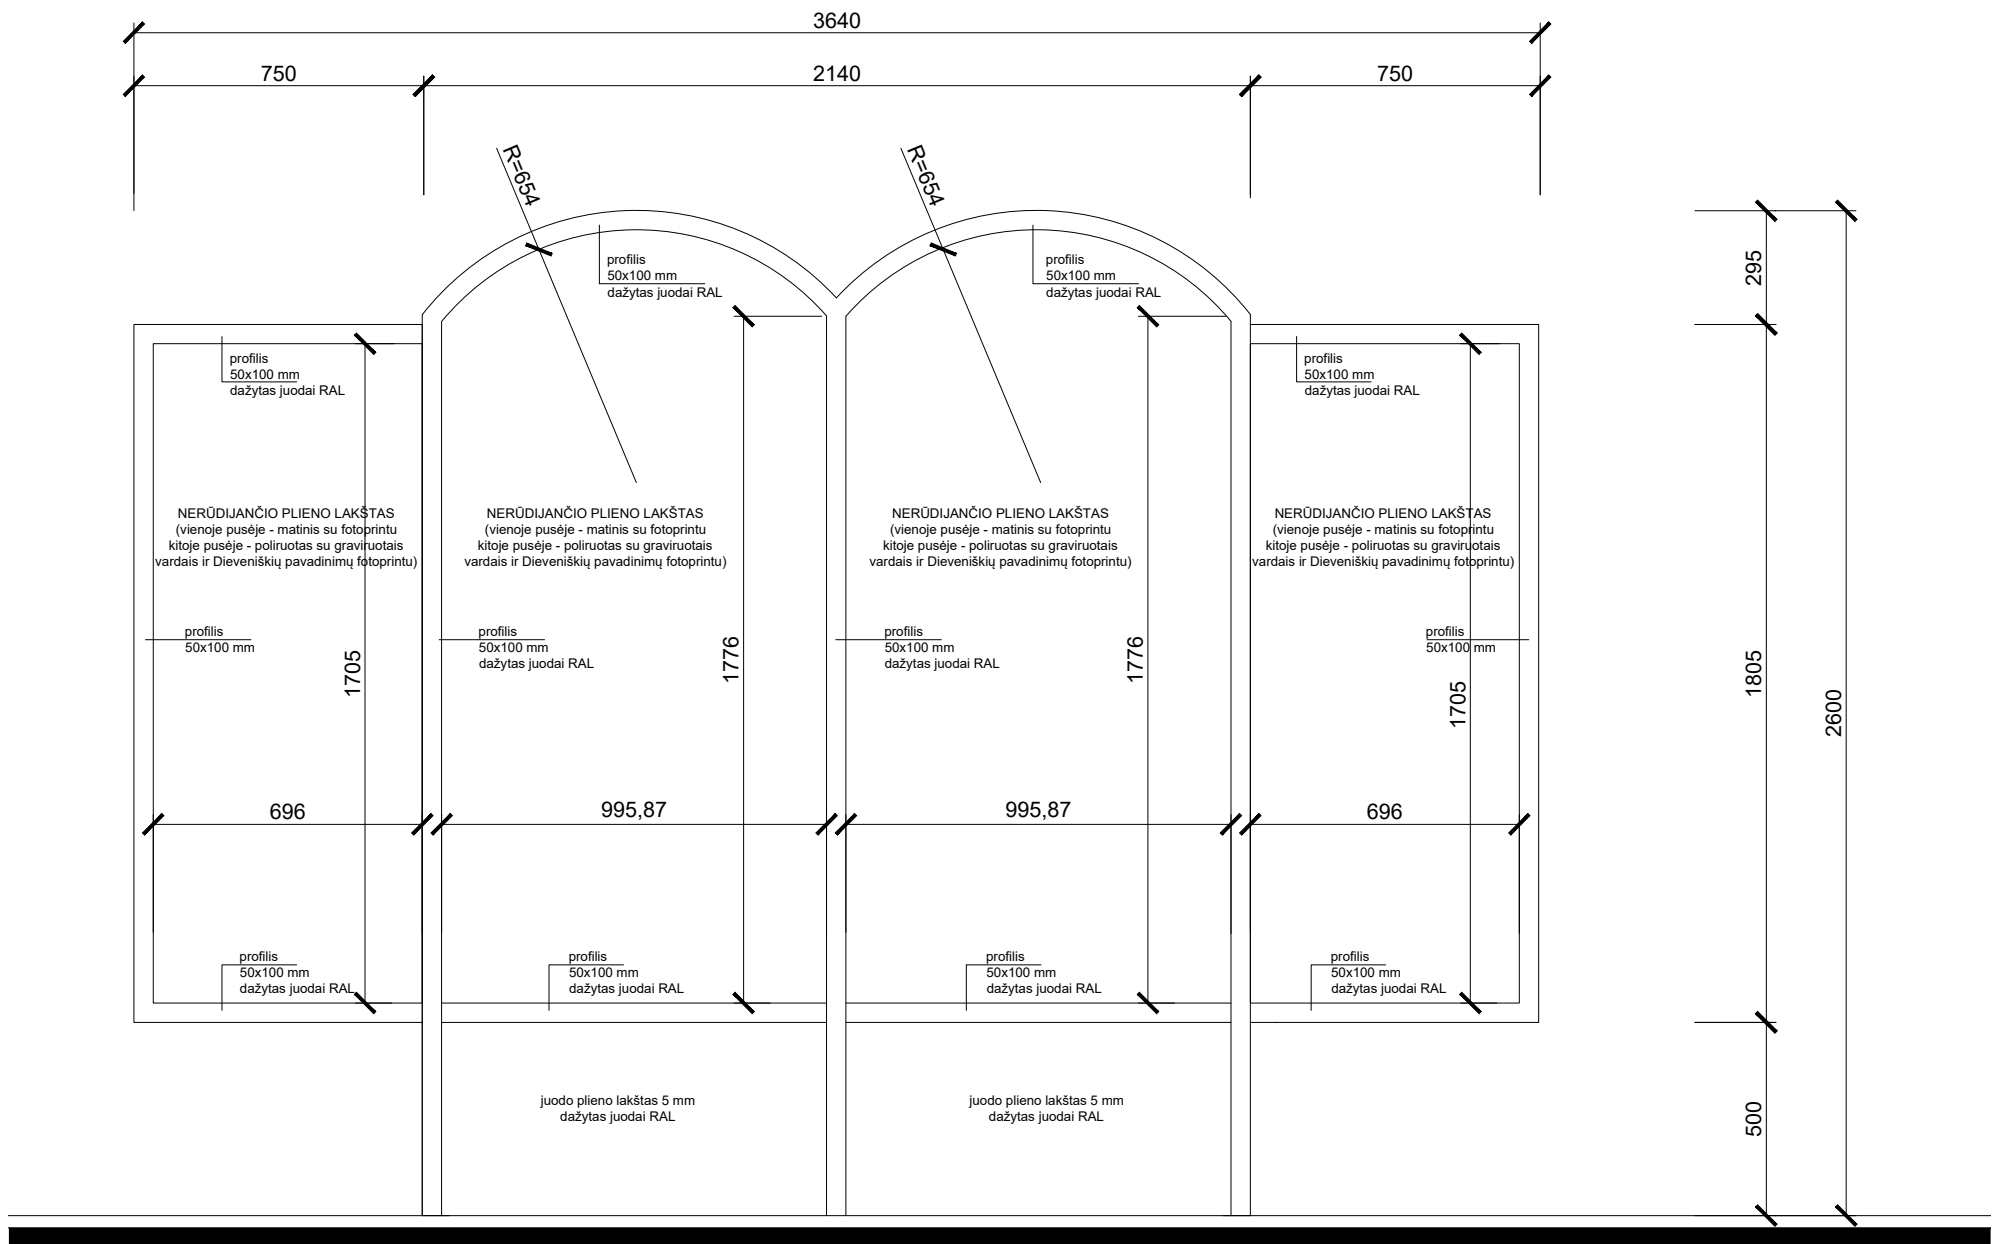 3640
750
2140
750
R=654
R=654
profilis
50x100 mm
dažytas juodai RAL
profilis
50x100 mm
dažytas juodai RAL
295
profilis
50x100 mm
dažytas juodai RAL
profilis
50x100 mm
dažytas juodai RAL
NERŪDIJANČIO PLIENO LAKŠTAS
(vienoje pusėje - matinis su fotoprintu
kitoje pusėje - poliruotas su graviruotais
vardais ir Dieveniškių pavadinimų fotoprintu)
NERŪDIJANČIO PLIENO LAKŠTAS
(vienoje pusėje - matinis su fotoprintu
kitoje pusėje - poliruotas su graviruotais
vardais ir Dieveniškių pavadinimų fotoprintu)
NERŪDIJANČIO PLIENO LAKŠTAS
(vienoje pusėje - matinis su fotoprintu
kitoje pusėje - poliruotas su graviruotais
vardais ir Dieveniškių pavadinimų fotoprintu)
NERŪDIJANČIO PLIENO LAKŠTAS
(vienoje pusėje - matinis su fotoprintu
kitoje pusėje - poliruotas su graviruotais
vardais ir Dieveniškių pavadinimų fotoprintu)
profilis
50x100 mm
profilis
50x100 mm
dažytas juodai RAL
profilis
50x100 mm
dažytas juodai RAL
profilis
50x100 mm
1705
1776
1776
1705
1805
2600
696
995,87
995,87
696
profilis
50x100 mm
dažytas juodai RAL
profilis
50x100 mm
dažytas juodai RAL
profilis
50x100 mm
dažytas juodai RAL
profilis
50x100 mm
dažytas juodai RAL
juodo plieno lakštas 5 mm
dažytas juodai RAL
juodo plieno lakštas 5 mm
dažytas juodai RAL
500